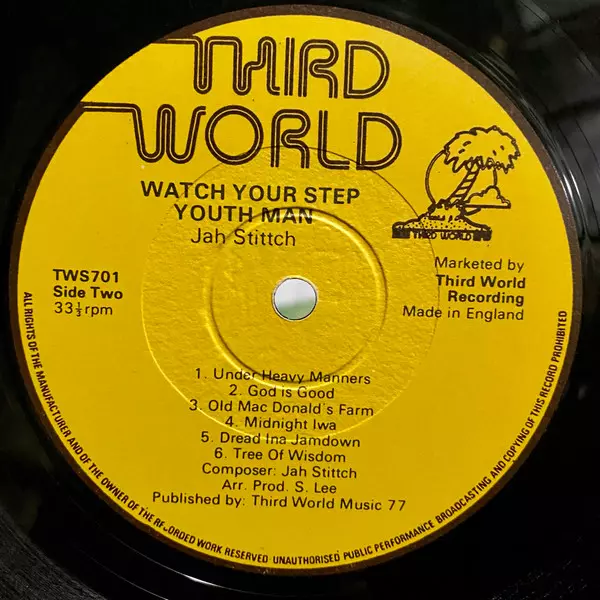 THIRD
WORLD
WATCH YOUR STEP
YOUTH MAN
Jah Stittch
THIRD WORLD
TWS701
Side Two
33⅓rpm
Marketed by
Third World
Recording
Made in England
1. Under Heavy Manners
2. God is Good
3. Old Mac Donald's Farm
4. Midnight Iwa
5. Dread Ina Jamdown
6. Tree Of Wisdom
Composer: Jah Stittch
Arr. Prod. S. Lee
Published by: Third World Music 77
ALL RIGHTS OF THE MANUFACTURER AND OF THE OWNER OF THE RECORDED WORK RESERVED UNAUTHORISED PUBLIC PERFORMANCE BROADCASTING AND COPYING OF THIS RECORD PROHIBITED